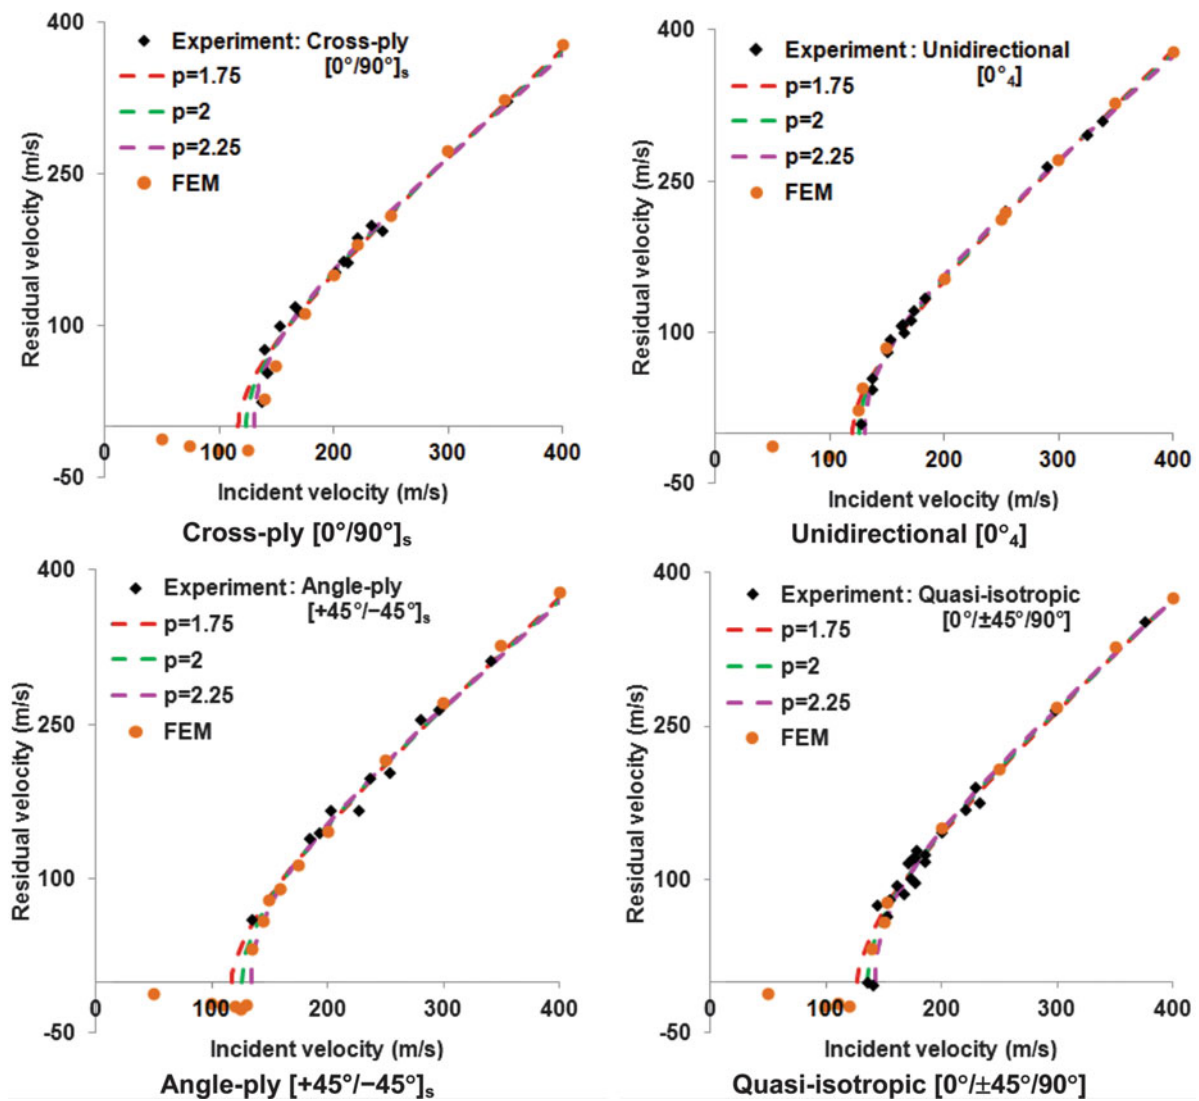 400
Experiment: Cross-ply
[0°/90°]s
p=1.75
p=2
p=2.25
FEM
250
100
-50
0
100
200
300
400
Residual velocity (m/s)
Incident velocity (m/s)
Cross-ply [0°/90°]s
400
Experiment: Unidirectional
[0°4]
p=1.75
p=2
p=2.25
FEM
250
100
-50
0
100
200
300
400
Residual velocity (m/s)
Incident velocity (m/s)
Unidirectional [0°4]
400
Experiment: Angle-ply
[+45°/−45°]s
p=1.75
p=2
p=2.25
FEM
250
100
-50
0
100
200
300
400
Residual velocity (m/s)
Incident velocity (m/s)
Angle-ply [+45°/−45°]s
400
Experiment: Quasi-isotropic
[0°/±45°/90°]
p=1.75
p=2
p=2.25
FEM
250
100
-50
0
100
200
300
400
Residual velocity (m/s)
Incident velocity (m/s)
Quasi-isotropic [0°/±45°/90°]